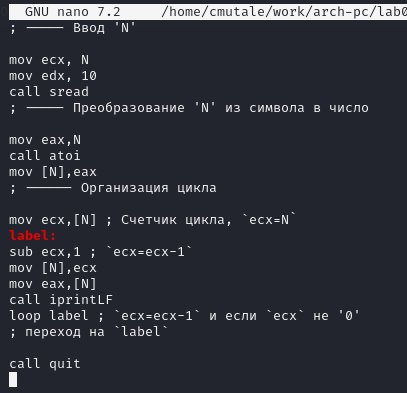 GNU nano 7.2 /home/cmutale/work/arch-pc/lab0
; ----- Ввод 'N'
mov ecx, N
mov edx, 10
call sread
; ----- Преобразование 'N' из символа в число
mov eax,N
call atoi
mov [N],eax
; ------ Организация цикла
mov ecx,[N] ; Счетчик цикла, `ecx=N`
label:
sub ecx,1 ; `ecx=ecx-1`
mov [N],ecx
mov eax,[N]
call iprintLF
loop label ; `ecx=ecx-1` и если `ecx` не '0'
; переход на `label`
call quit